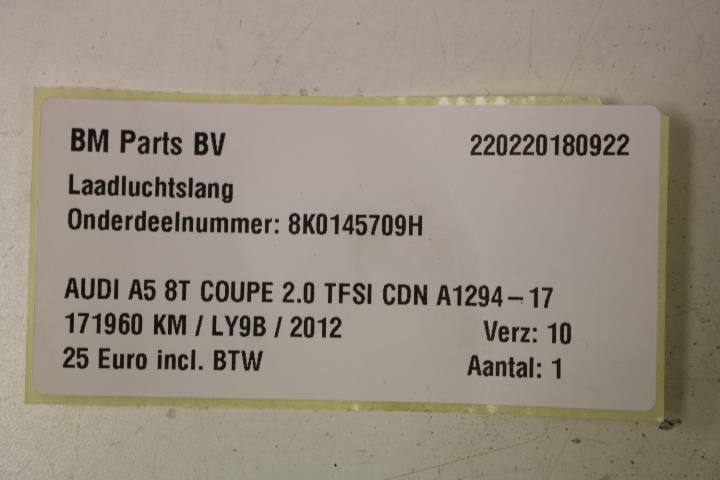 BM Parts BV 220220180922
Laadluchtslang
Onderdeelnummer: 8K0145709H
AUDI A5 8T COUPE 2.0 TFSI CDN A1294-17
171960 KM / LY9B / 2012 Verz: 10
25 Euro incl. BTW Aantal: 1